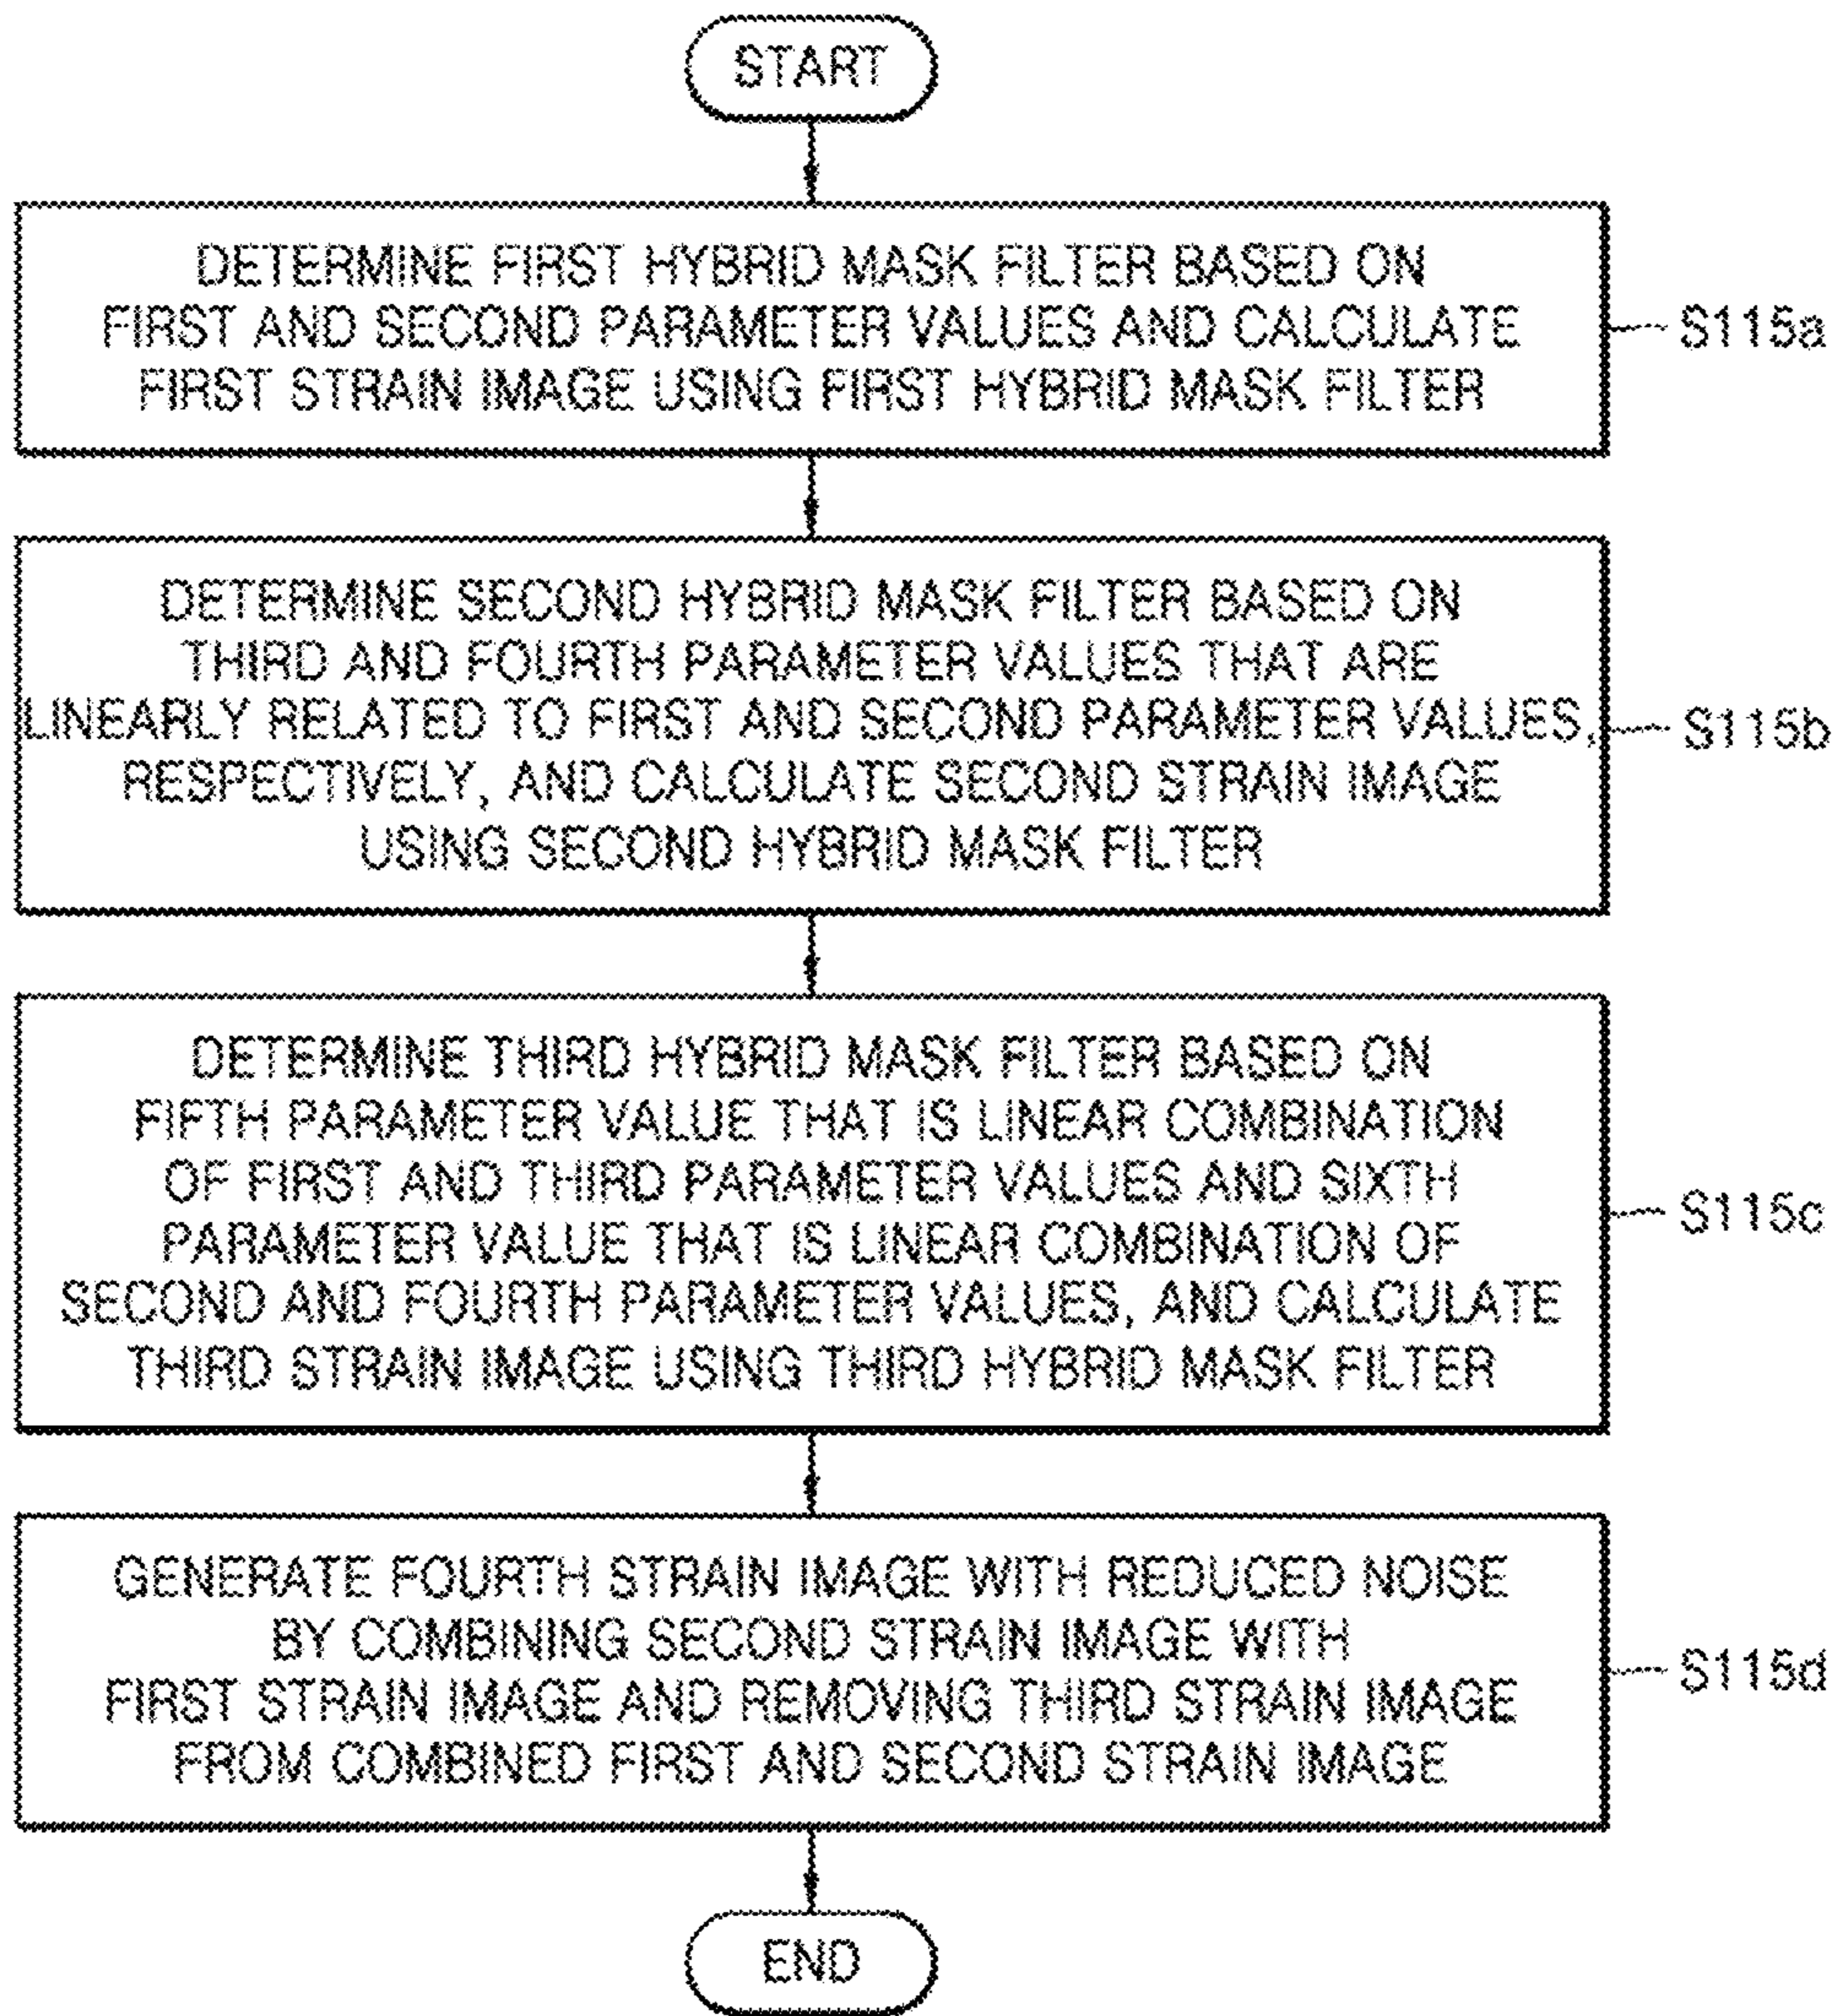 START
DETERMINE FIRST HYBRID MASK FILTER BASED ON
FIRST AND SECOND PARAMETER VALUES AND CALCULATE
FIRST STRAIN IMAGE USING FIRST HYBRID MASK FILTER
S115a
DETERMINE SECOND HYBRID MASK FILTER BASED ON
THIRD AND FOURTH PARAMETER VALUES THAT ARE
LINEARLY RELATED TO FIRST AND SECOND PARAMETER VALUES,
RESPECTIVELY, AND CALCULATE SECOND STRAIN IMAGE
USING SECOND HYBRID MASK FILTER
S115b
DETERMINE THIRD HYBRID MASK FILTER BASED ON
FIFTH PARAMETER VALUE THAT IS LINEAR COMBINATION
OF FIRST AND THIRD PARAMETER VALUES AND SIXTH
PARAMETER VALUE THAT IS LINEAR COMBINATION OF
SECOND AND FOURTH PARAMETER VALUES, AND CALCULATE
THIRD STRAIN IMAGE USING THIRD HYBRID MASK FILTER
S115c
GENERATE FOURTH STRAIN IMAGE WITH REDUCED NOISE
BY COMBINING SECOND STRAIN IMAGE WITH
FIRST STRAIN IMAGE AND REMOVING THIRD STRAIN IMAGE
FROM COMBINED FIRST AND SECOND STRAIN IMAGE
S115d
END